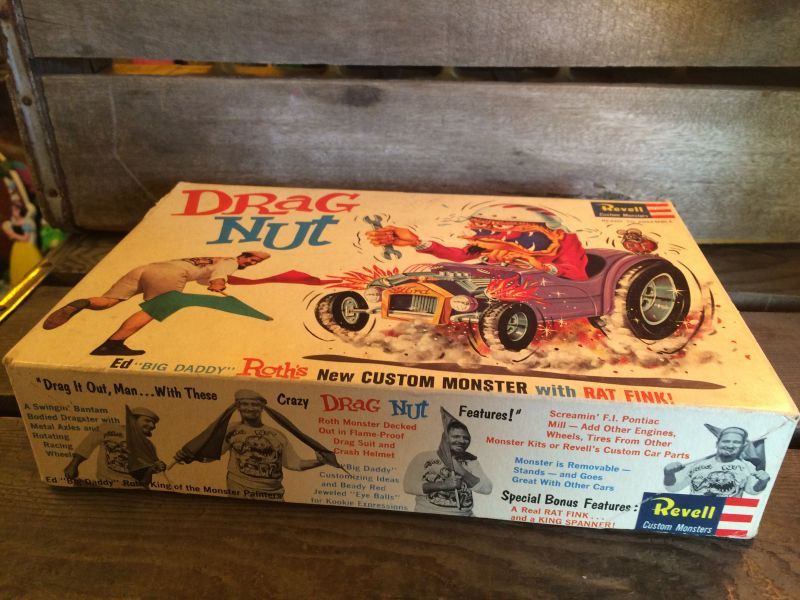 DRAG
NUT
Revell
Custom Monsters
Ed "BIG DADDY" Roth's New CUSTOM MONSTER with RAT FINK!
"Drag It Out, Man...With These Crazy DRAG NUT Features!"
A Swingin' Bantam
Bodied Dragster with
Metal Axles and
Rotating
Racing
Wheels
Ed "Big Daddy" Roth King of the Monster Painters
Roth Monster Decked
Out in Flame-Proof
Drag Suit and
Crash Helmet
"Big Daddy"
Customizing Ideas
and Beady Red
Jeweled "Eye Balls"
for Kookie Expressions
Screamin' F.I. Pontiac
Mill — Add Other Engines,
Wheels, Tires From Other
Monster Kits or Revell's Custom Car Parts
Monster is Removable —
Stands — and Goes
Great With Other Cars
Special Bonus Features:
A Real RAT FINK...
and a KING SPANNER!
Revell
Custom Monsters